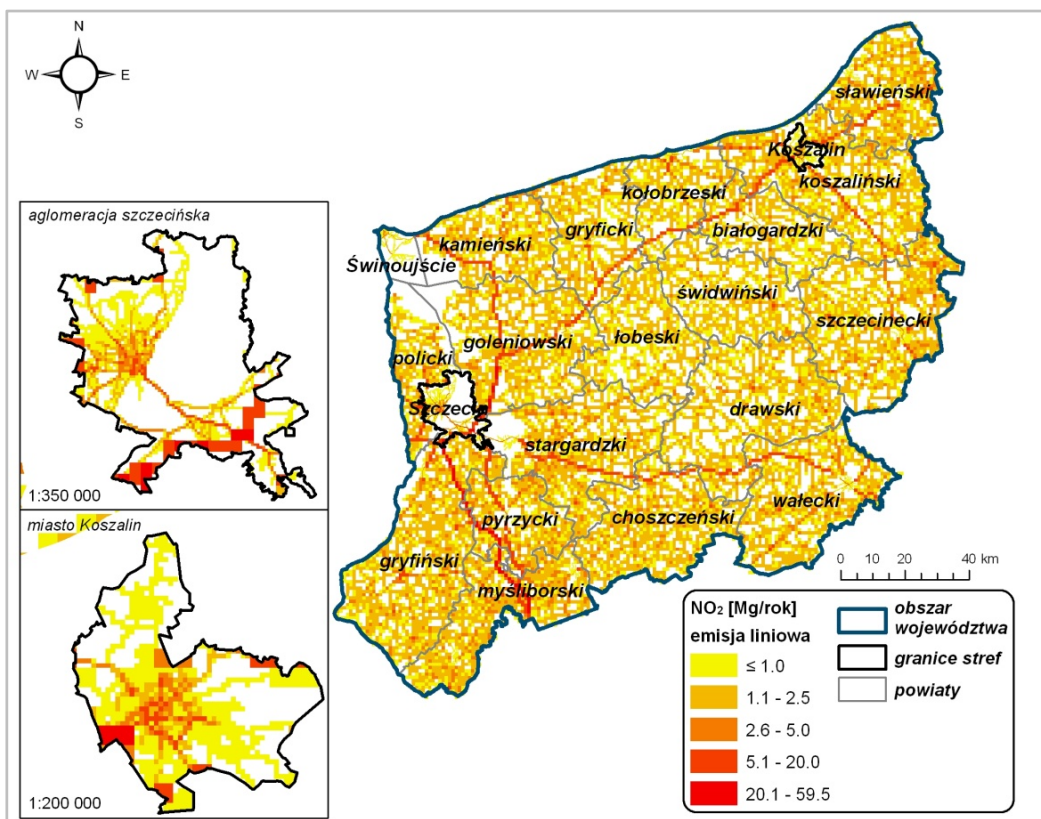 N
W E
S
aglomeracja szczecińska
1:350 000
miasto Koszalin
1:200 000
sławieński
Koszalin
koszaliński
kołobrzeski
białogardzki
gryficki
kamieński
Świnoujście
świdwiński
szczecinecki
łobeski
goleniowski
policki
drawski
Szczecin
stargardzki
wałecki
choszczeński
pyrzycki
gryfiński
myśliborski
0 10 20 40 km
NO₂ [Mg/rok]
emisja liniowa
≤ 1.0
1.1 - 2.5
2.6 - 5.0
5.1 - 20.0
20.1 - 59.5
obszar
województwa
granice stref
powiaty